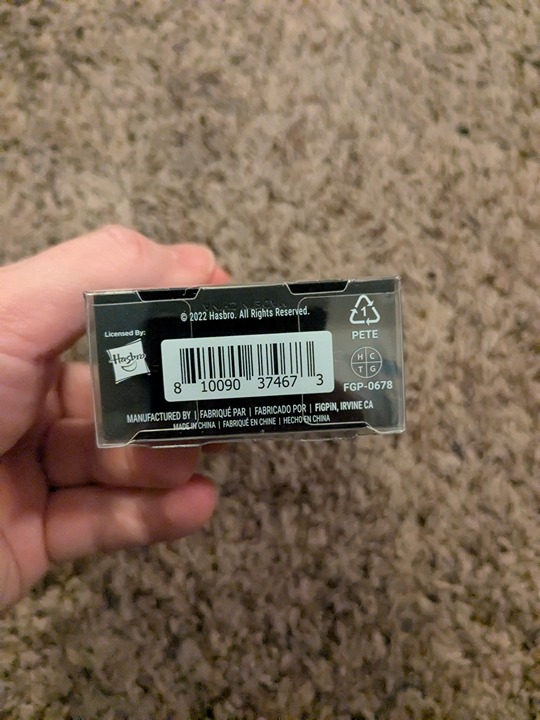 © 2022 Hasbro. All Rights Reserved.
Licensed By:
Hasbro
8 10090 37467 3
1
PETE
H C
T G
FGP-0678
MANUFACTURED BY | FABRIQUÉ PAR | FABRICADO POR | FiGPiN, IRVINE CA
MADE IN CHINA | FABRIQUÉ EN CHINE | HECHO EN CHINA